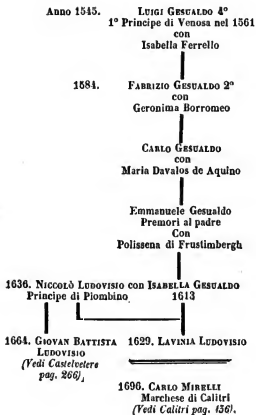 Anno 1545. LUIGI GESUALDO 4°
1° Principe di Venosa nel 1561
con
Isabella Ferrello
1584. FABRIZIO GESUALDO 2°
con
Geronima Borromeo
CARLO GESUALDO
con
Maria Davalos de Aquino
Emmanuele Gesualdo
Premorì al padre
Con
Polissena di Frustimbergh
1636. NICCOLÒ LUDOVISIO con ISABELLA GESUALDO
Principe di Piombino 1613
1664. GIOVAN BATTISTA 1629. LAVINIA LUDOVISIO
LUDOVISIO
(Vedi Castelvetere
pag. 266).
1696. CARLO MIRELLI
Marchese di Calitri
(Vedi Calitri pag. 156).